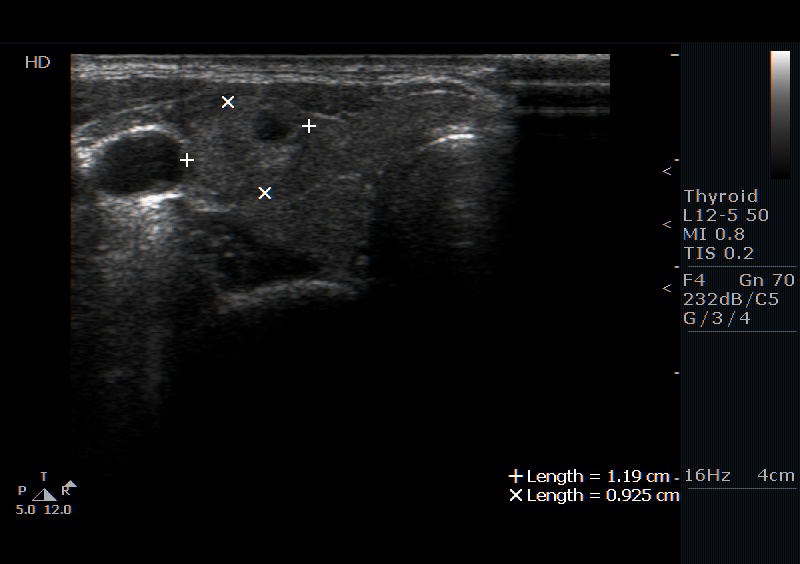 HD
Thyroid
L12-5 50
MI 0.8
TIS 0.2
F4 Gn 70
232dB/C5
G/3/4
T
P R
5.0 12.0
+ Length = 1.19 cm
× Length = 0.925 cm
16Hz 4cm